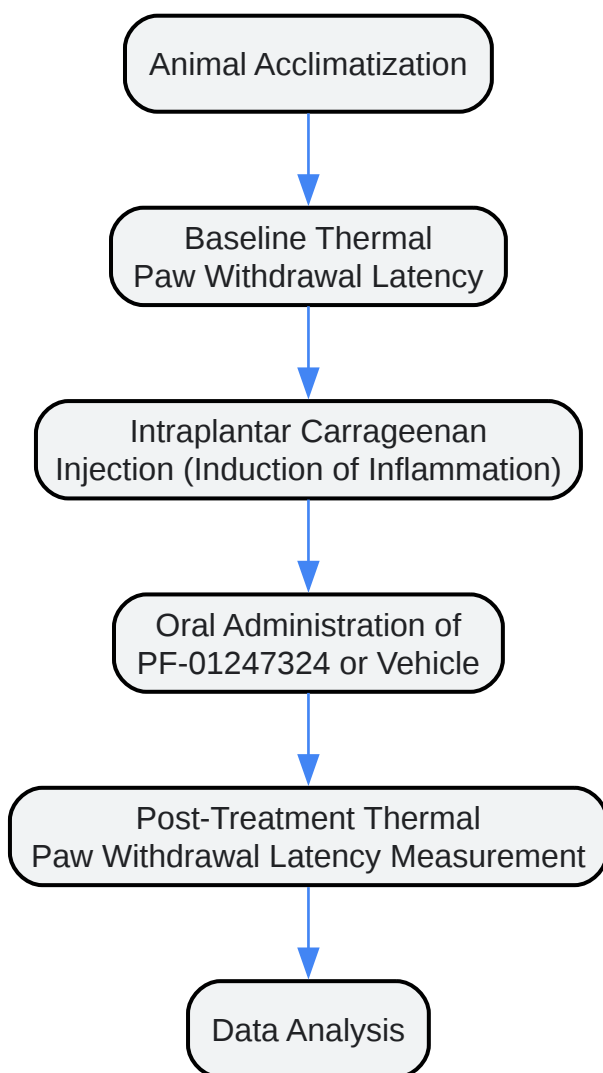 Animal Acclimatization
Baseline Thermal
Paw Withdrawal Latency
Intraplantar Carrageenan
Injection (Induction of Inflammation)
Oral Administration of
PF-01247324 or Vehicle
Post-Treatment Thermal
Paw Withdrawal Latency Measurement
Data Analysis